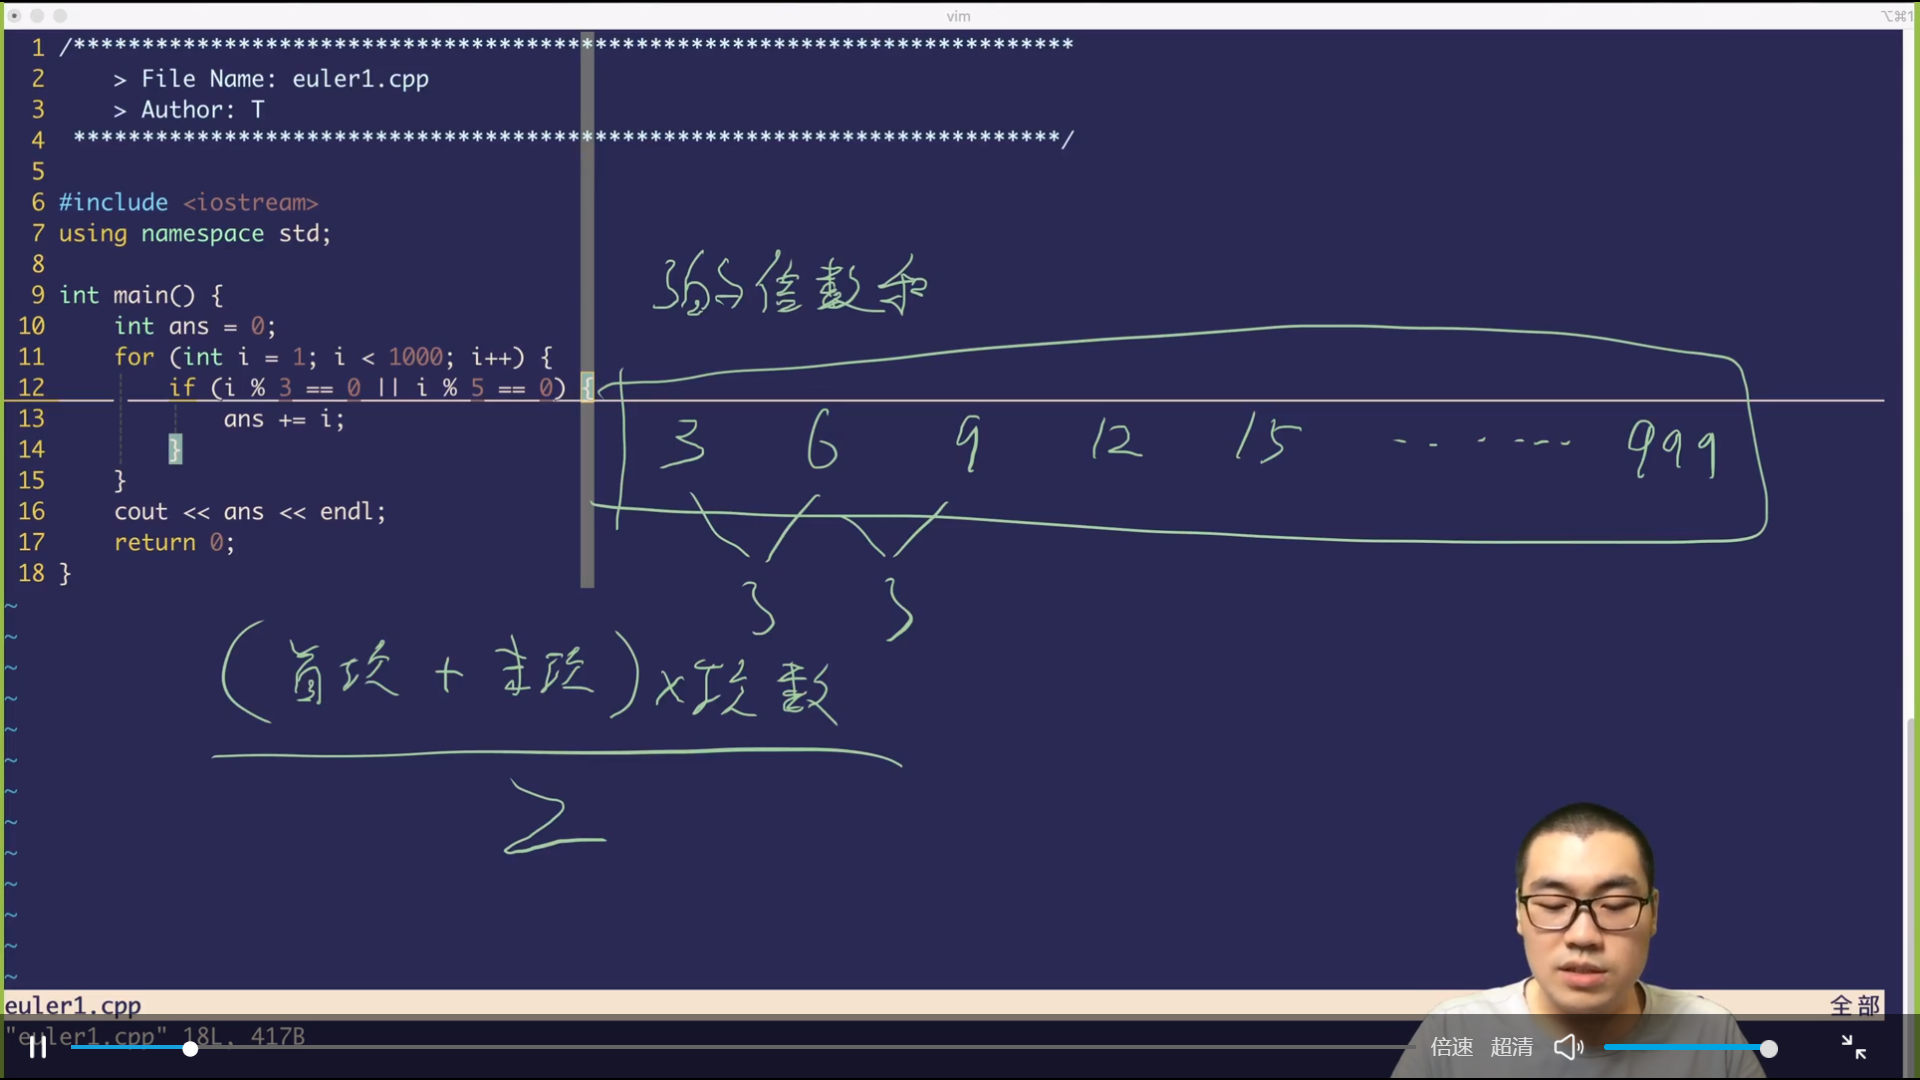 vim
⌥⌘1
1 /*************************************************************************
2     > File Name: euler1.cpp
3     > Author: T
4  ************************************************************************/
5
6 #include <iostream>
7 using namespace std;
8
9 int main() {
10     int ans = 0;
11     for (int i = 1; i < 1000; i++) {
12         if (i % 3 == 0 || i % 5 == 0) {
13             ans += i;
14         }
15     }
16     cout << ans << endl;
17     return 0;
18 }
3的倍数和
3 6 9 12 15 ...... 999
3 3
(首项 + 末项) × 项数
2
euler1.cpp 全部
"euler1.cpp" 18L, 417B
倍速 超清